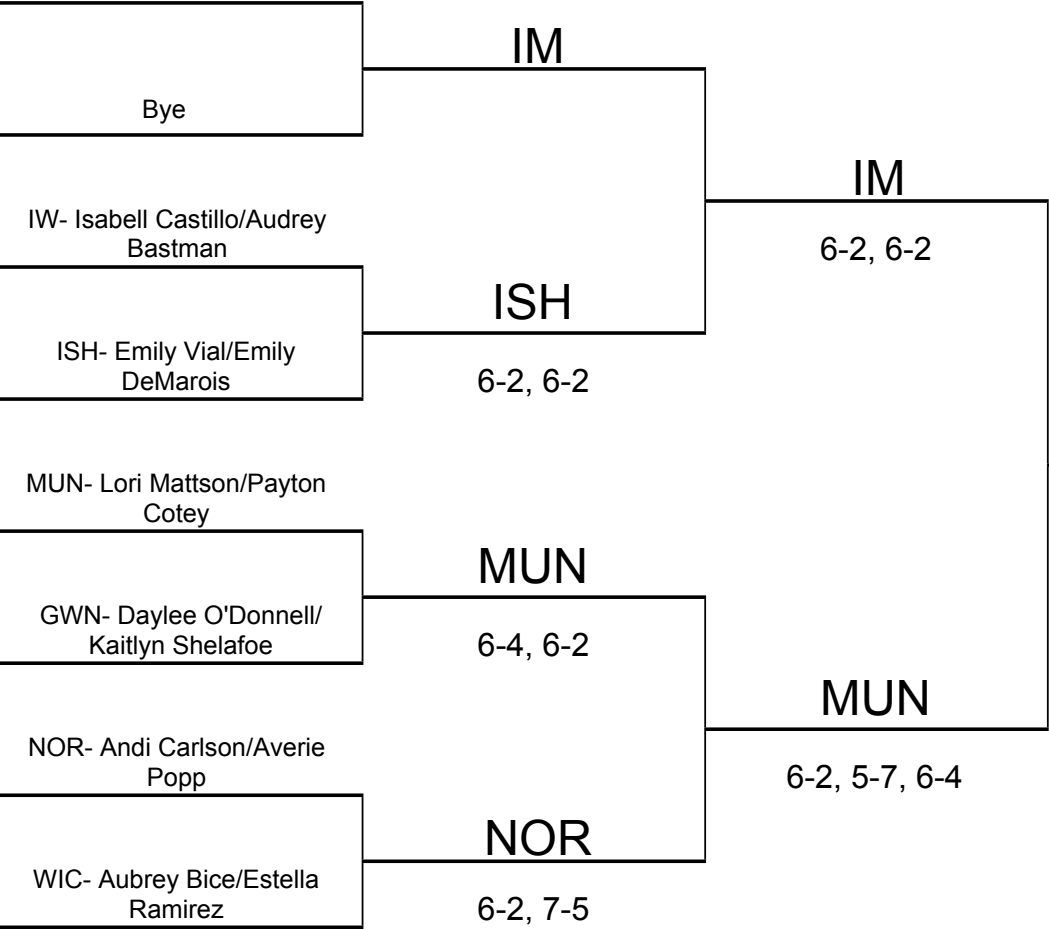 IM
Bye
IM
IW- Isabell Castillo/Audrey
Bastman
6-2, 6-2
ISH
ISH- Emily Vial/Emily
DeMarois
6-2, 6-2
MUN- Lori Mattson/Payton
Cotey
MUN
GWN- Daylee O'Donnell/
Kaitlyn Shelafoe
6-4, 6-2
MUN
NOR- Andi Carlson/Averie
Popp
6-2, 5-7, 6-4
NOR
WIC- Aubrey Bice/Estella
Ramirez
6-2, 7-5